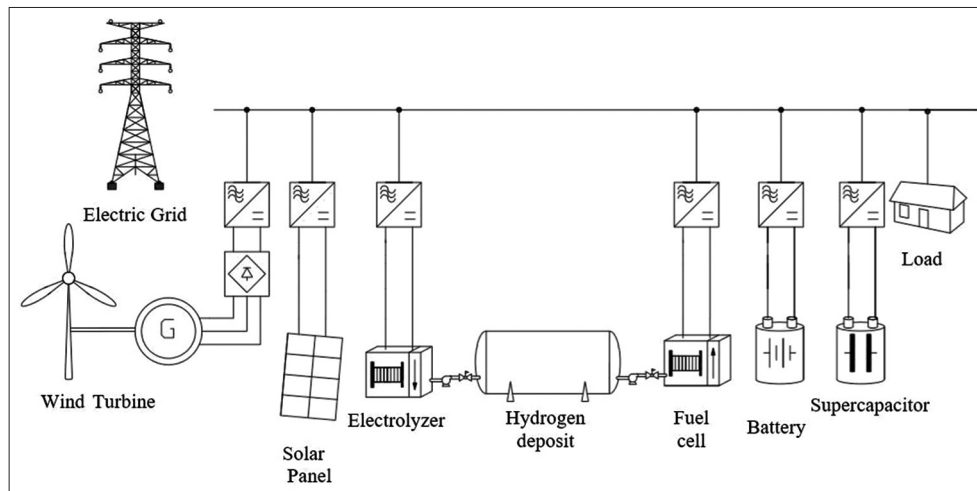 Electric Grid
G
Wind Turbine
Solar
Panel
Electrolyzer
Hydrogen
deposit
Fuel
cell
Battery
Supercapacitor
Load